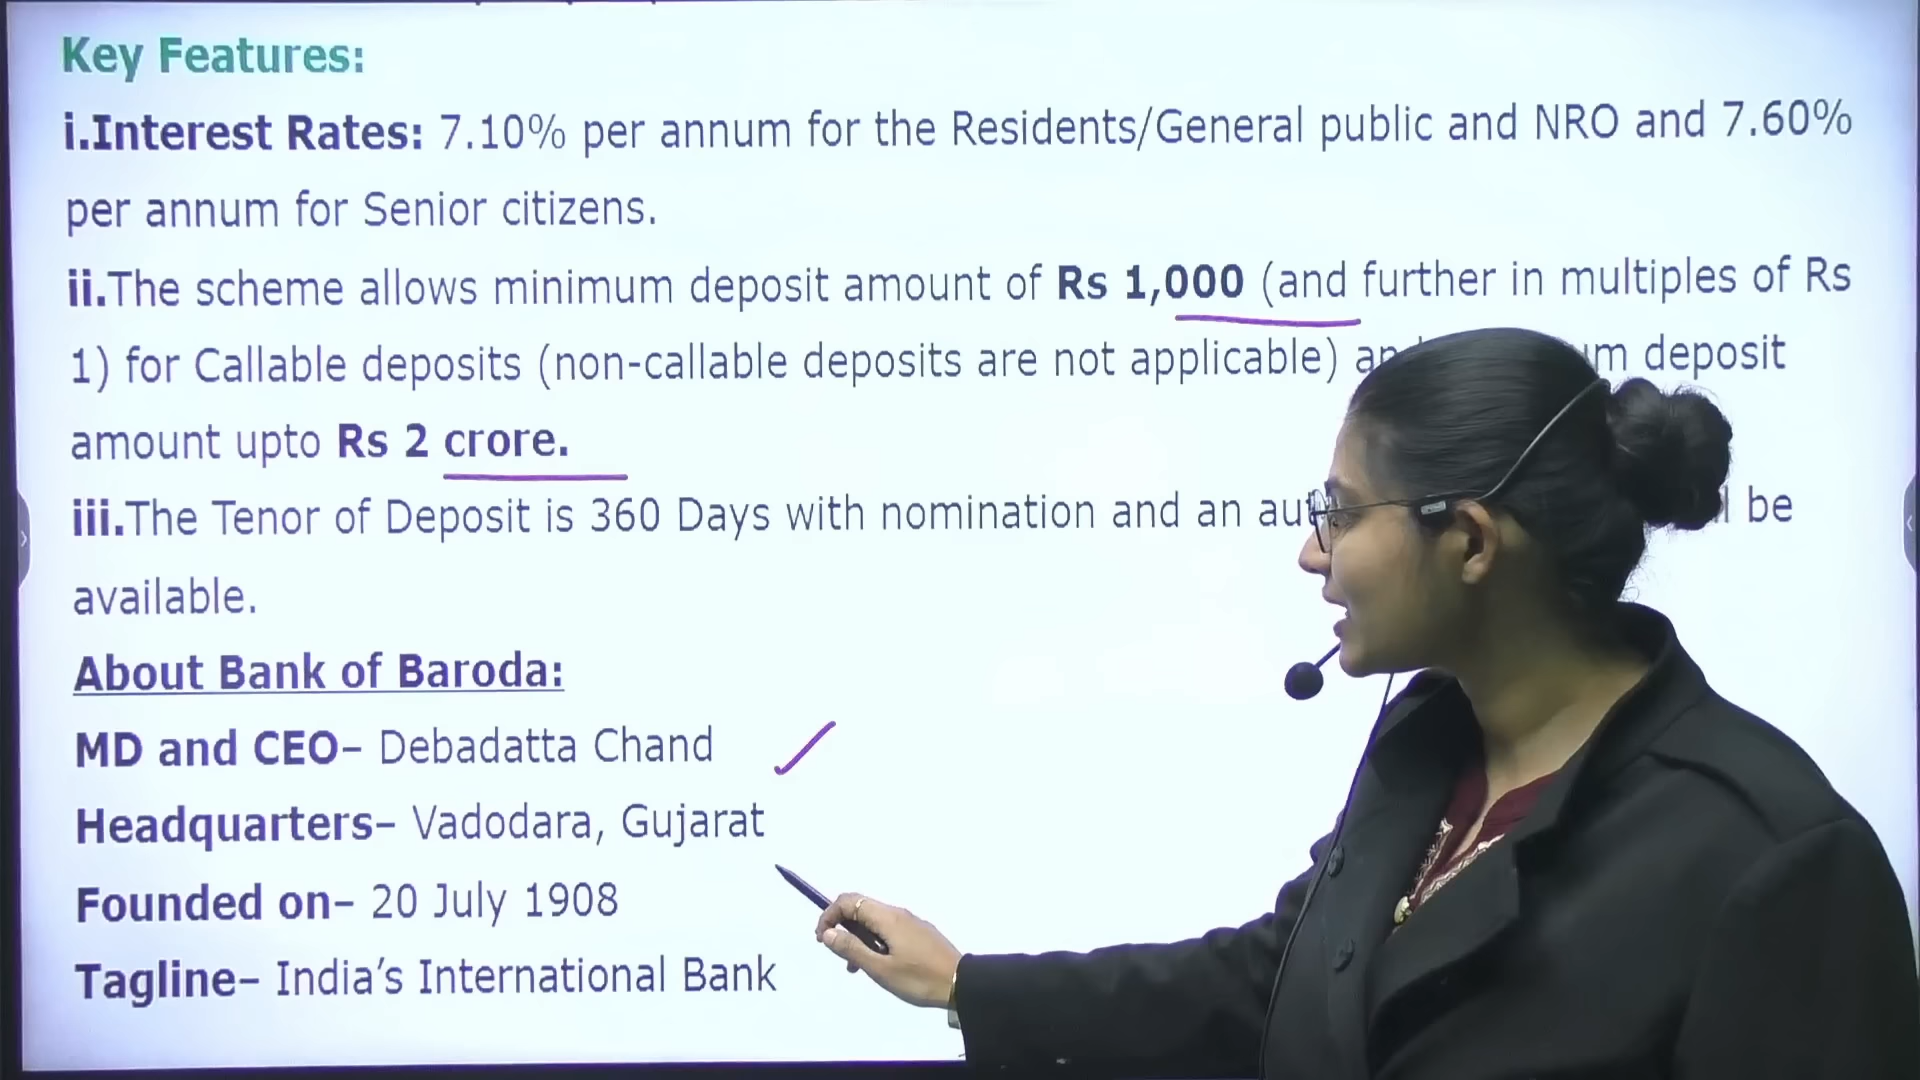 Key Features:
i.Interest Rates: 7.10% per annum for the Residents/General public and NRO and 7.60%
per annum for Senior citizens.
ii.The scheme allows minimum deposit amount of Rs 1,000 (and further in multiples of Rs
1) for Callable deposits (non-callable deposits are not applicable) deposit
amount upto Rs 2 crore.
iii.The Tenor of Deposit is 360 Days with nomination and an be
available.
About Bank of Baroda:
MD and CEO– Debadatta Chand
Headquarters– Vadodara, Gujarat
Founded on– 20 July 1908
Tagline– India’s International Bank